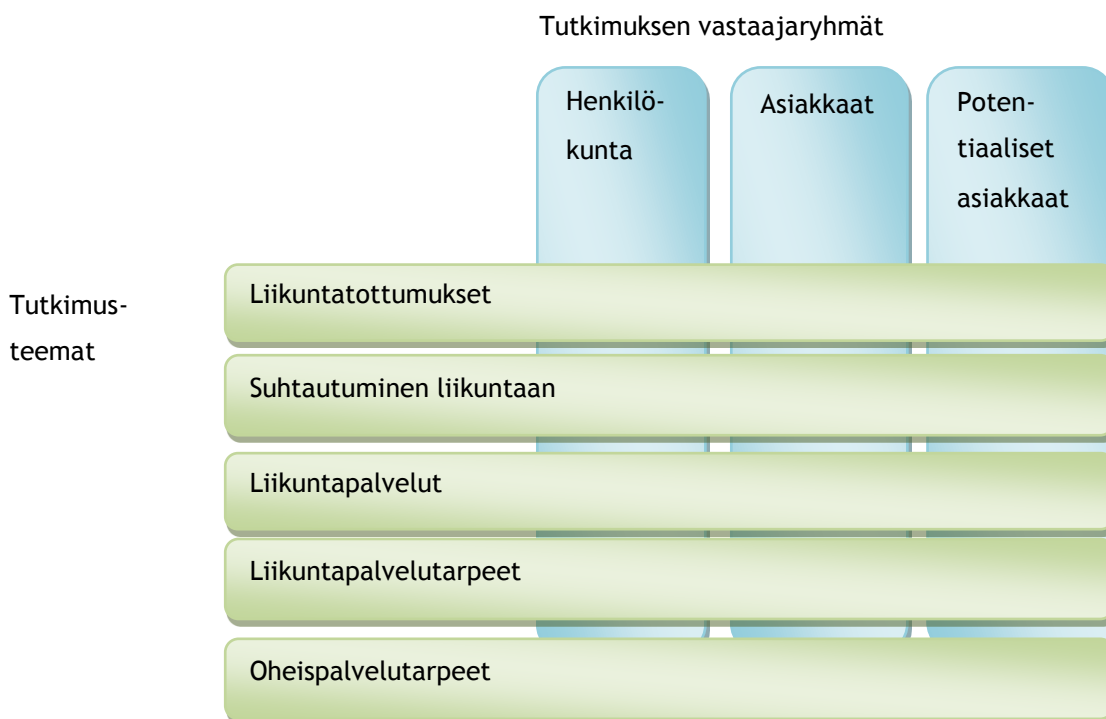 Tutkimuksen vastaajaryhmät
Henkilö-
kunta
Asiakkaat
Poten-
tiaaliset
asiakkaat
Tutkimus-
teemat
Liikuntatottumukset
Suhtautuminen liikuntaan
Liikuntapalvelut
Liikuntapalvelutarpeet
Oheispalvelutarpeet